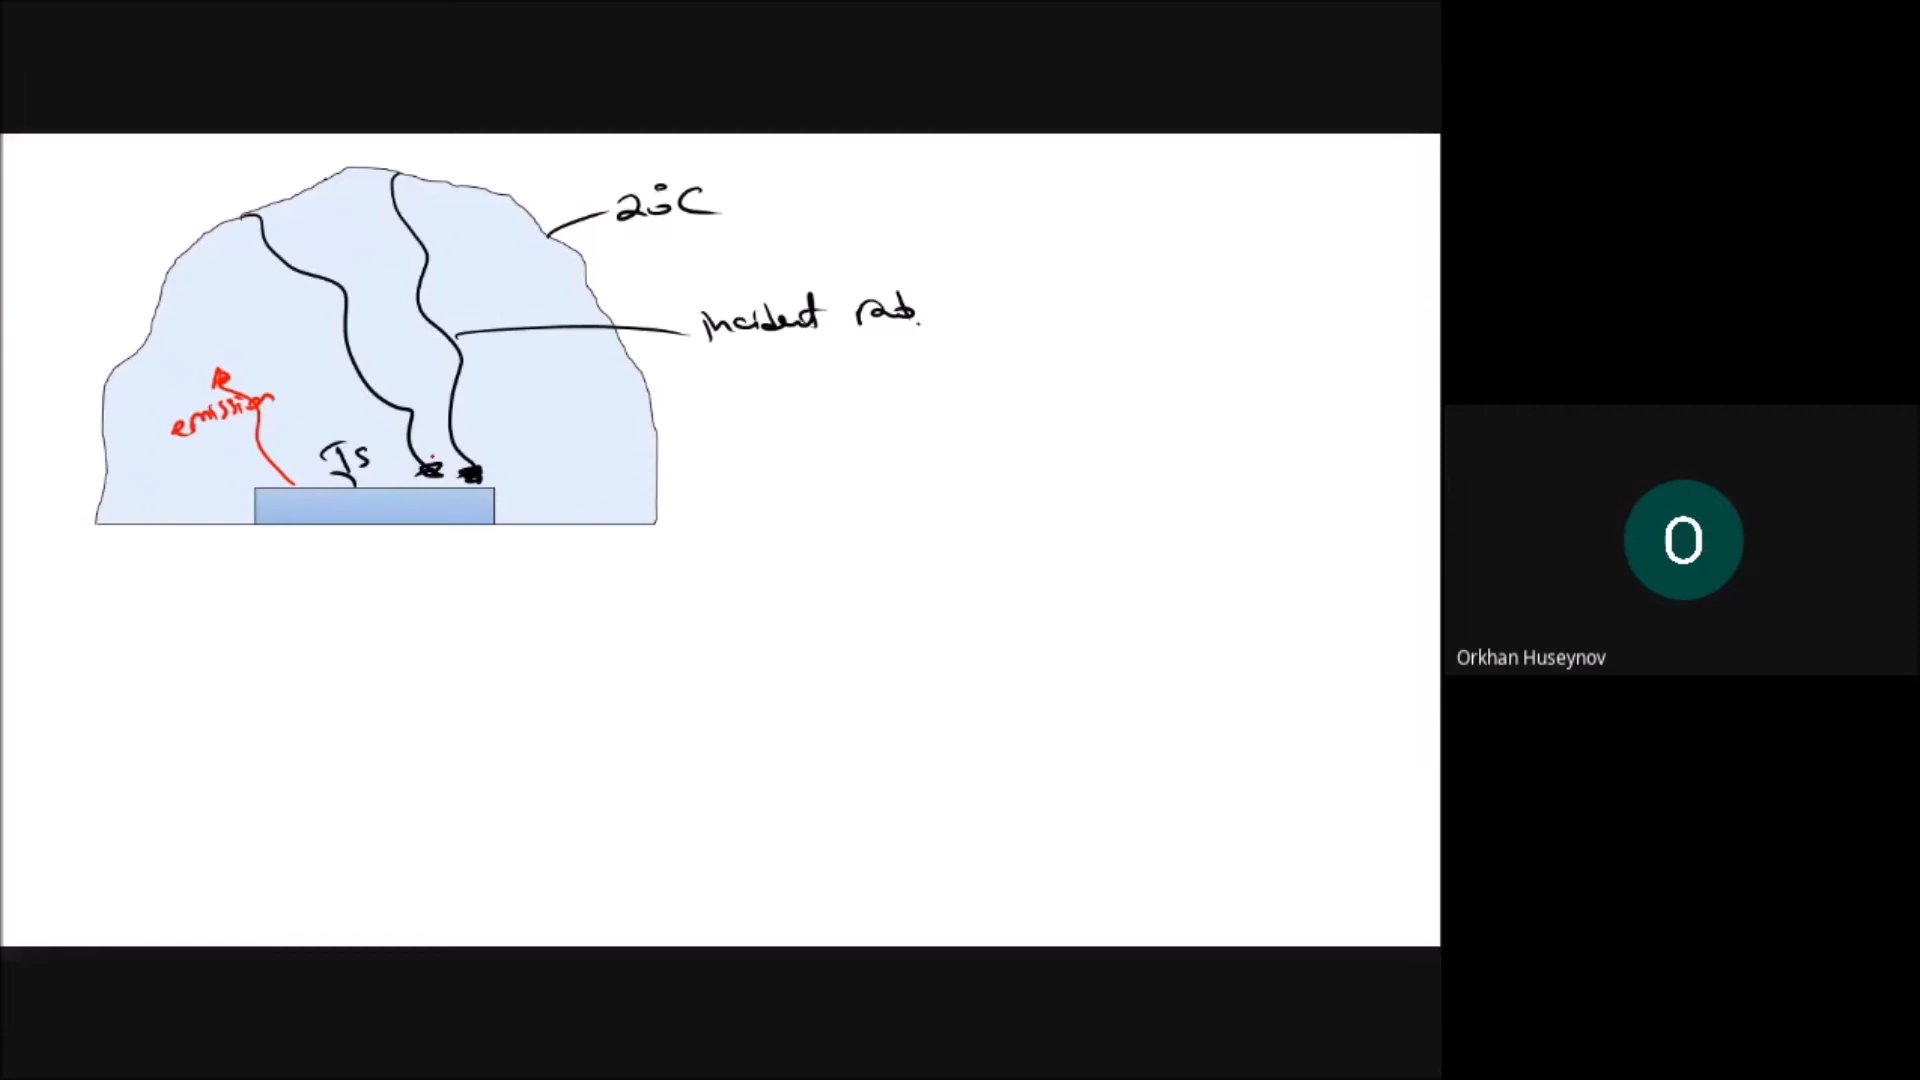 20°C
incident rad.
emission
Ts
O
Orkhan Huseynov